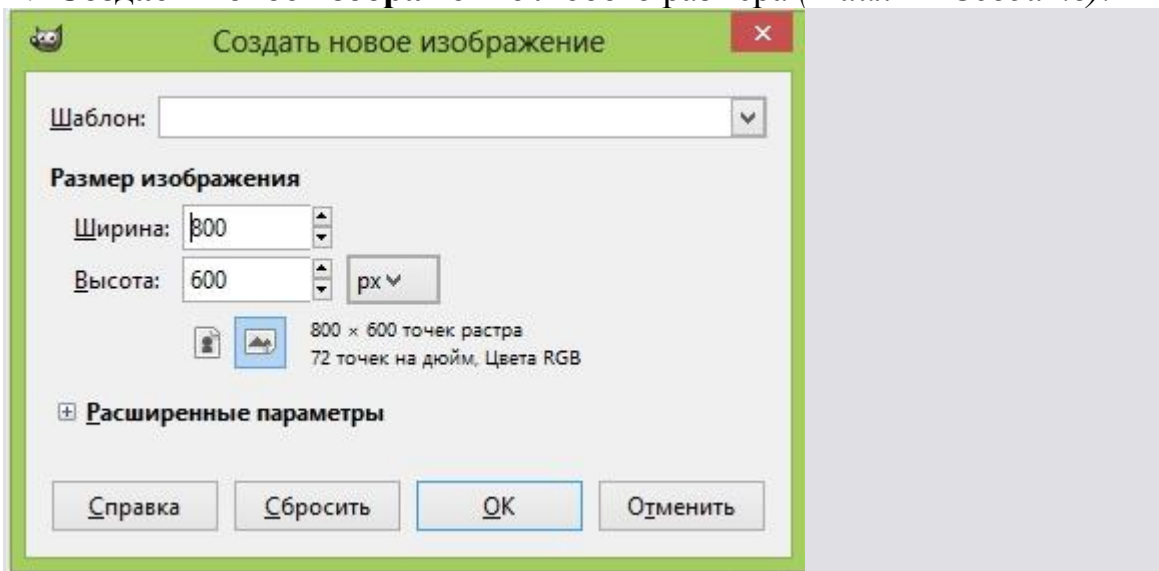 Создать новое изображение
Шаблон:
Размер изображения
Ширина: 800
Высота: 600 px
800 × 600 точек растра
72 точек на дюйм, Цвета RGB
Расширенные параметры
Справка Сбросить OK Отменить